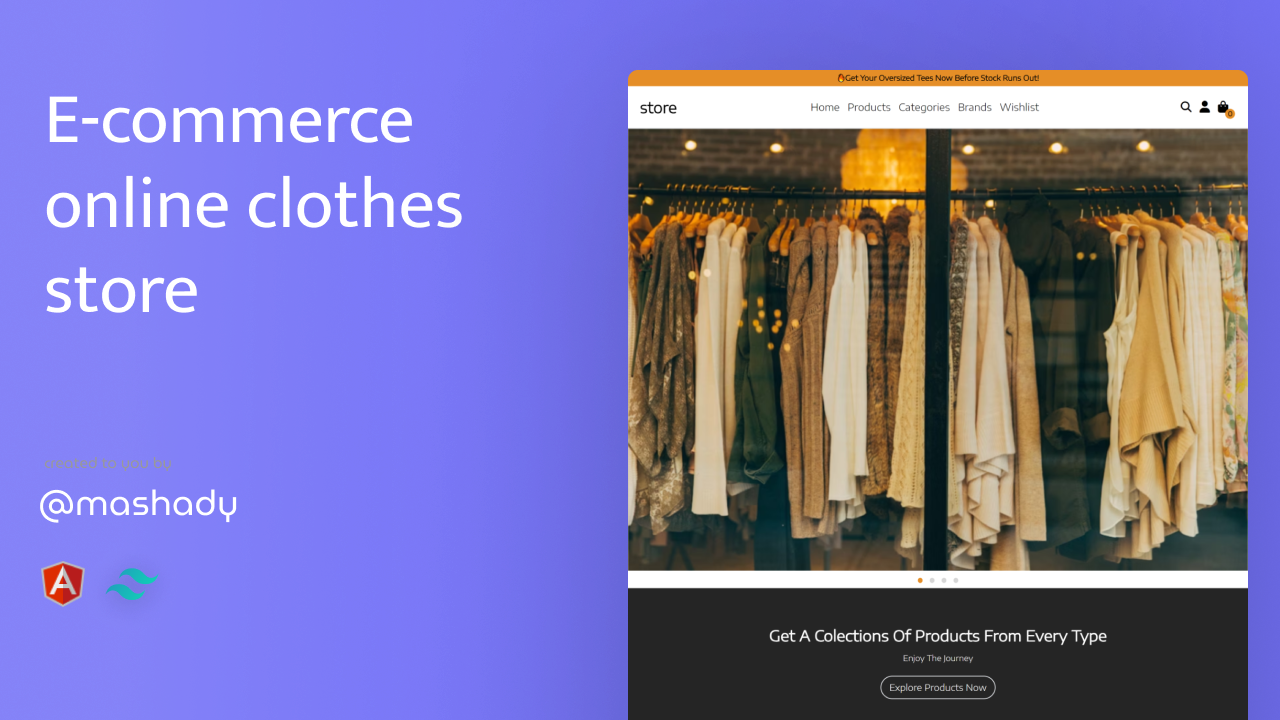 E-commerce
online clothes
store
created to you by
@mashady
A
🔥Get Your Oversized Tees Now Before Stock Runs Out!
store
Home Products Categories Brands Wishlist
0
Get A Colections Of Products From Every Type
Enjoy The Journey
Explore Products Now